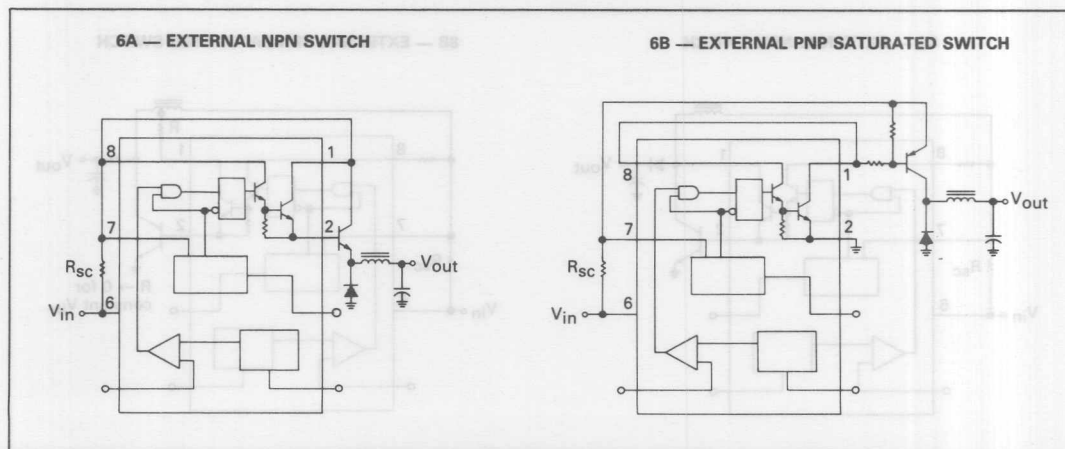 6A — EXTERNAL NPN SWITCH
6B — EXTERNAL PNP SATURATED SWITCH
8
1
7
2
Rsc
Vin
6
Vout
8
1
7
2
Rsc
Vin
6
Vout